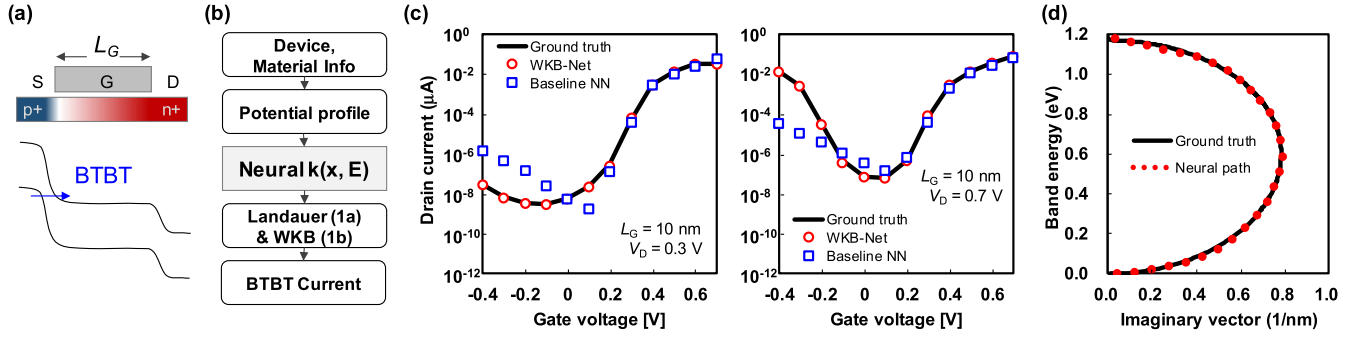 (a)
L_G
S
G
D
p+
n+
BTBT
(b)
Device,
Material Info
Potential profile
Neural k(x, E)
Landauer (1a)
& WKB (1b)
BTBT Current
(c)
Drain current (μA)
10^0
10^-2
10^-4
10^-6
10^-8
10^-10
10^-12
Ground truth
WKB-Net
Baseline NN
L_G = 10 nm
V_D = 0.3 V
-0.4 -0.2 0 0.2 0.4 0.6
Gate voltage [V]
10^0
10^-2
10^-4
10^-6
10^-8
10^-10
10^-12
L_G = 10 nm
V_D = 0.7 V
Ground truth
WKB-Net
Baseline NN
-0.4 -0.2 0 0.2 0.4 0.6
Gate voltage [V]
(d)
Band energy (eV)
1.2
1.0
0.8
0.6
0.4
0.2
0.0
Ground truth
Neural path
0.0 0.2 0.4 0.6 0.8 1.0
Imaginary vector (1/nm)